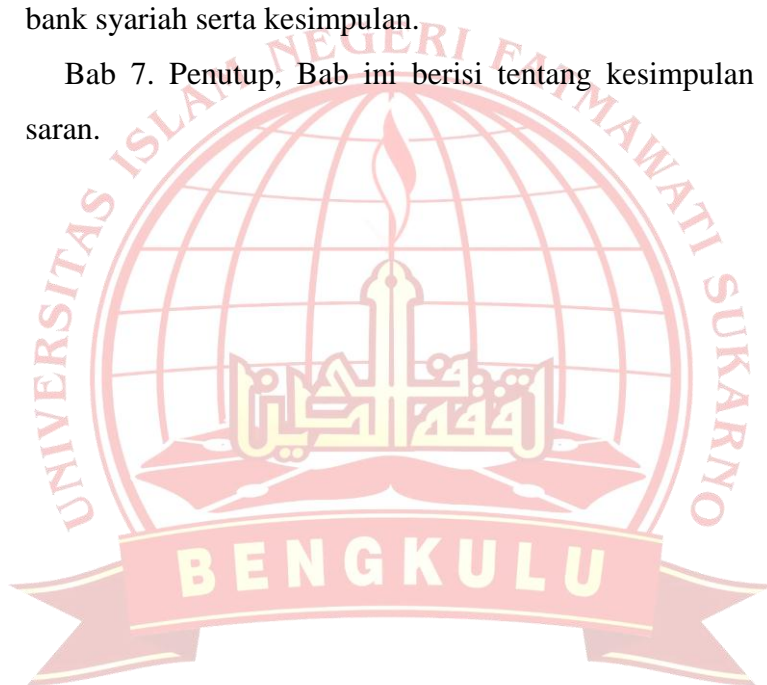 bank syariah serta kesimpulan.
Bab 7. Penutup, Bab ini berisi tentang kesimpulan
saran.
UNIVERSITAS ISLAM NEGERI FATMAWATI SUKARNO
BENGKULU